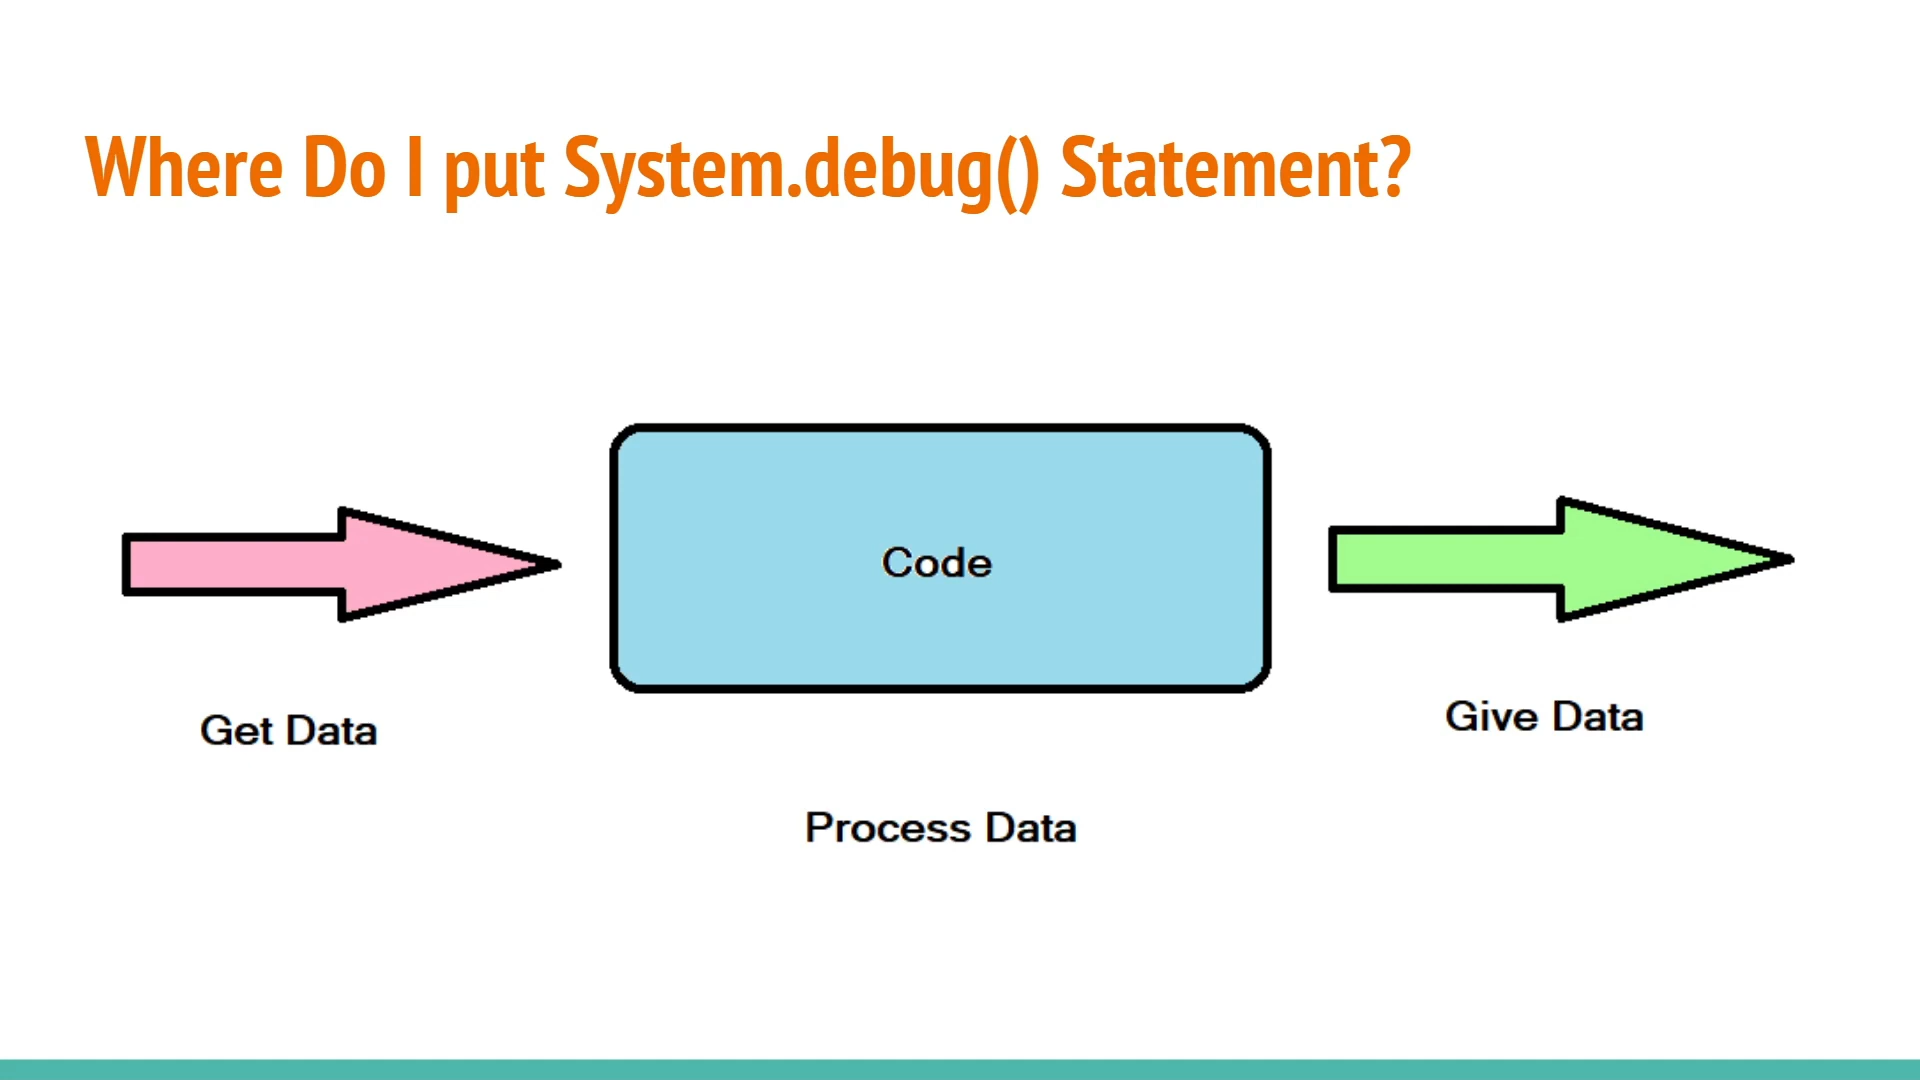 Where Do I put System.debug() Statement?
Code
Get Data
Give Data
Process Data